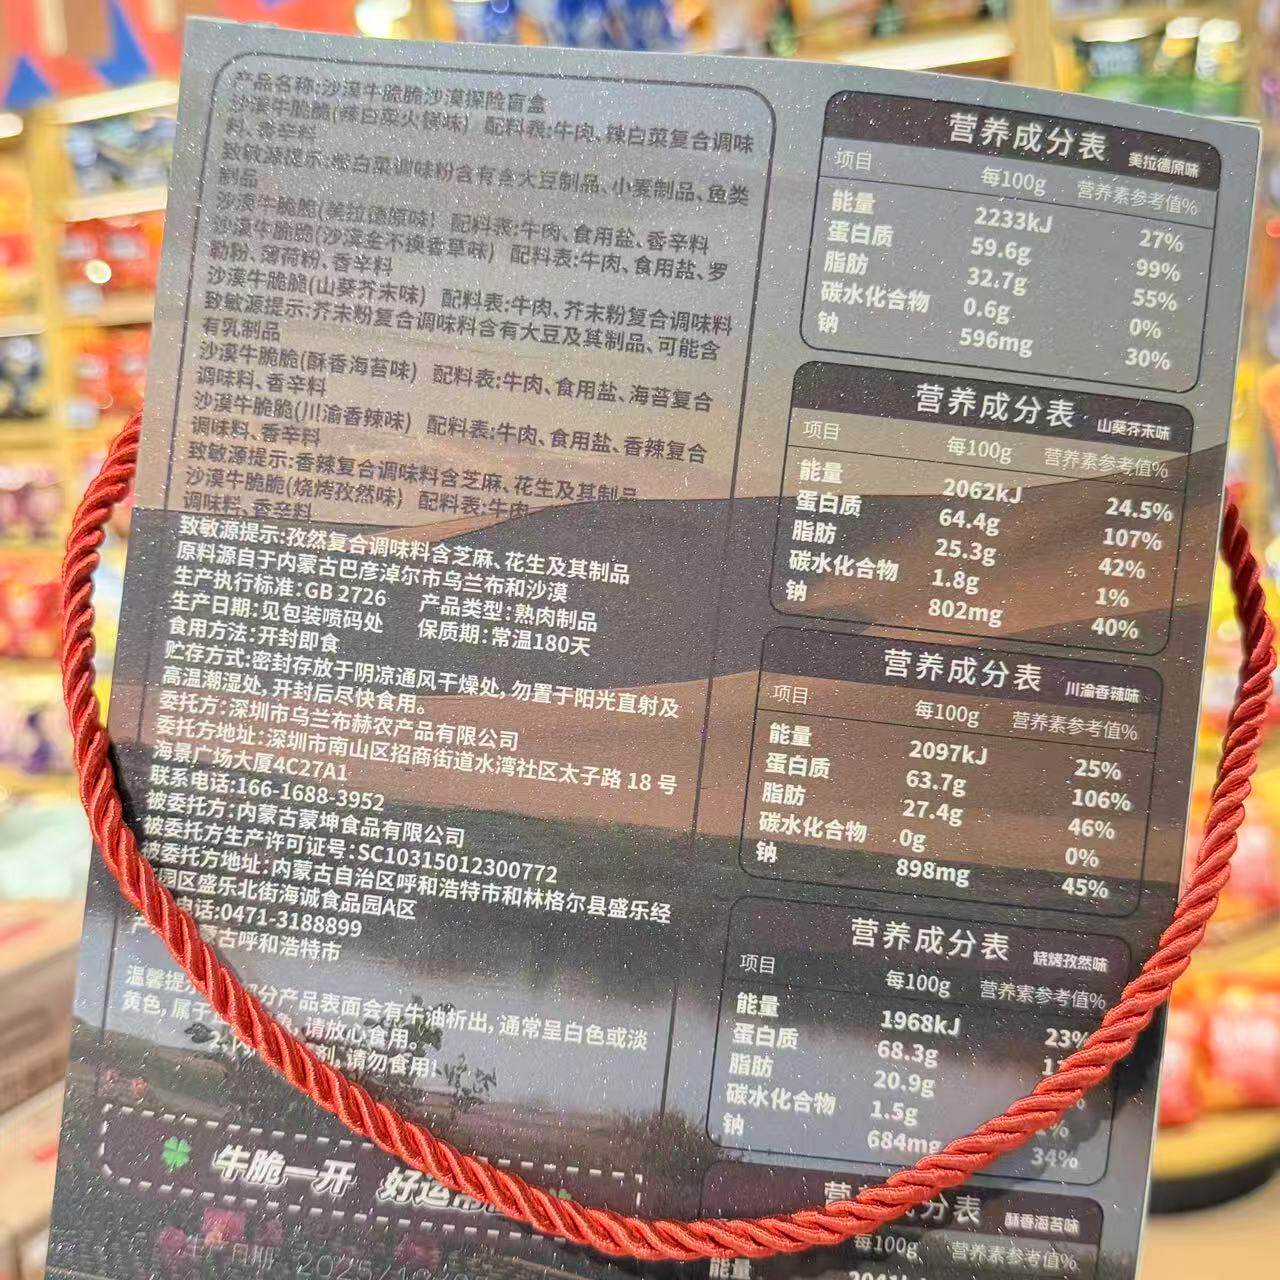 产品名称:沙漠牛脆脆沙漠探险盲盒
沙漠牛脆脆(辣白菜火锅味) 配料表:牛肉、辣白菜复合调味
料、香辛料
致敏源提示:辣白菜调味粉含有含大豆制品、小麦制品、鱼类
制品
沙漠牛脆脆(美拉德原味) 配料表:牛肉、食用盐、香辛料
沙漠牛脆脆(沙漠金不换香草味) 配料表:牛肉、食用盐、罗
勒粉、薄荷粉、香辛料
沙漠牛脆脆(山葵芥末味) 配料表:牛肉、芥末粉复合调味料
致敏源提示:芥末粉复合调味料含有大豆及其制品、可能含
有乳制品
沙漠牛脆脆(酥香海苔味) 配料表:牛肉、食用盐、海苔复合
调味料、香辛料
沙漠牛脆脆(川渝香辣味) 配料表:牛肉、食用盐、香辣复合
调味料、香辛料
致敏源提示:香辣复合调味料含芝麻、花生及其制品
沙漠牛脆脆(烧烤孜然味) 配料表:牛肉
调味料、香辛料
致敏源提示:孜然复合调味料含芝麻、花生及其制品
原料源自于内蒙古巴彦淖尔市乌兰布和沙漠
生产执行标准:GB 2726 产品类型:熟肉制品
生产日期:见包装喷码处 保质期:常温180天
食用方法:开封即食
贮存方式:密封存放于阴凉通风干燥处,勿置于阳光直射及
高温潮湿处,开封后尽快食用。
委托方:深圳市乌兰布赫农产品有限公司
委托方地址:深圳市南山区招商街道水湾社区太子路 18 号
海景广场大厦4C27A1
联系电话:166-1688-3952
被委托方:内蒙古蒙坤食品有限公司
被委托方生产许可证号:SC10315012300772
被委托方地址:内蒙古自治区呼和浩特市和林格尔县盛乐经
园区盛乐北街海诚食品园A区
电话:0471-3188899
产 蒙古呼和浩特市
温馨提 分产品表面会有牛油析出,通常呈白色或淡
黄色,属于 ,请放心食用。
2. 剂,请勿食用!
牛脆一开 好运
生产日期
营养成分表 美拉德原味
项目 每100g 营养素参考值%
能量 2233kJ 27%
蛋白质 59.6g 99%
脂肪 32.7g 55%
碳水化合物 0.6g 0%
钠 596mg 30%
营养成分表 山葵芥末味
项目 每100g 营养素参考值%
能量 2062kJ 24.5%
蛋白质 64.4g 107%
脂肪 25.3g 42%
碳水化合物 1.8g 1%
钠 802mg 40%
营养成分表 川渝香辣味
项目 每100g 营养素参考值%
能量 2097kJ 25%
蛋白质 63.7g 106%
脂肪 27.4g 46%
碳水化合物 0g 0%
钠 898mg 45%
营养成分表 烧烤孜然味
项目 每100g 营养素参考值%
能量 1968kJ 23%
蛋白质 68.3g
脂肪 20.9g
碳水化合物 1.5g
钠 684mg 34%
营养成分表 酥香海苔味
每100g 营养素参考值%
能量